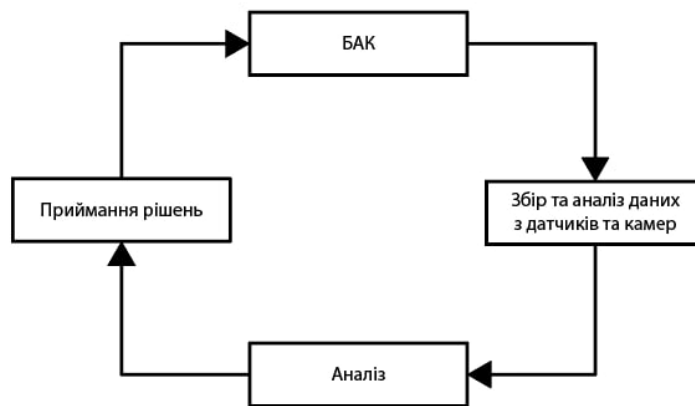 БАК
Приймання рішень
Збір та аналіз даних
з датчиків та камер
Аналіз